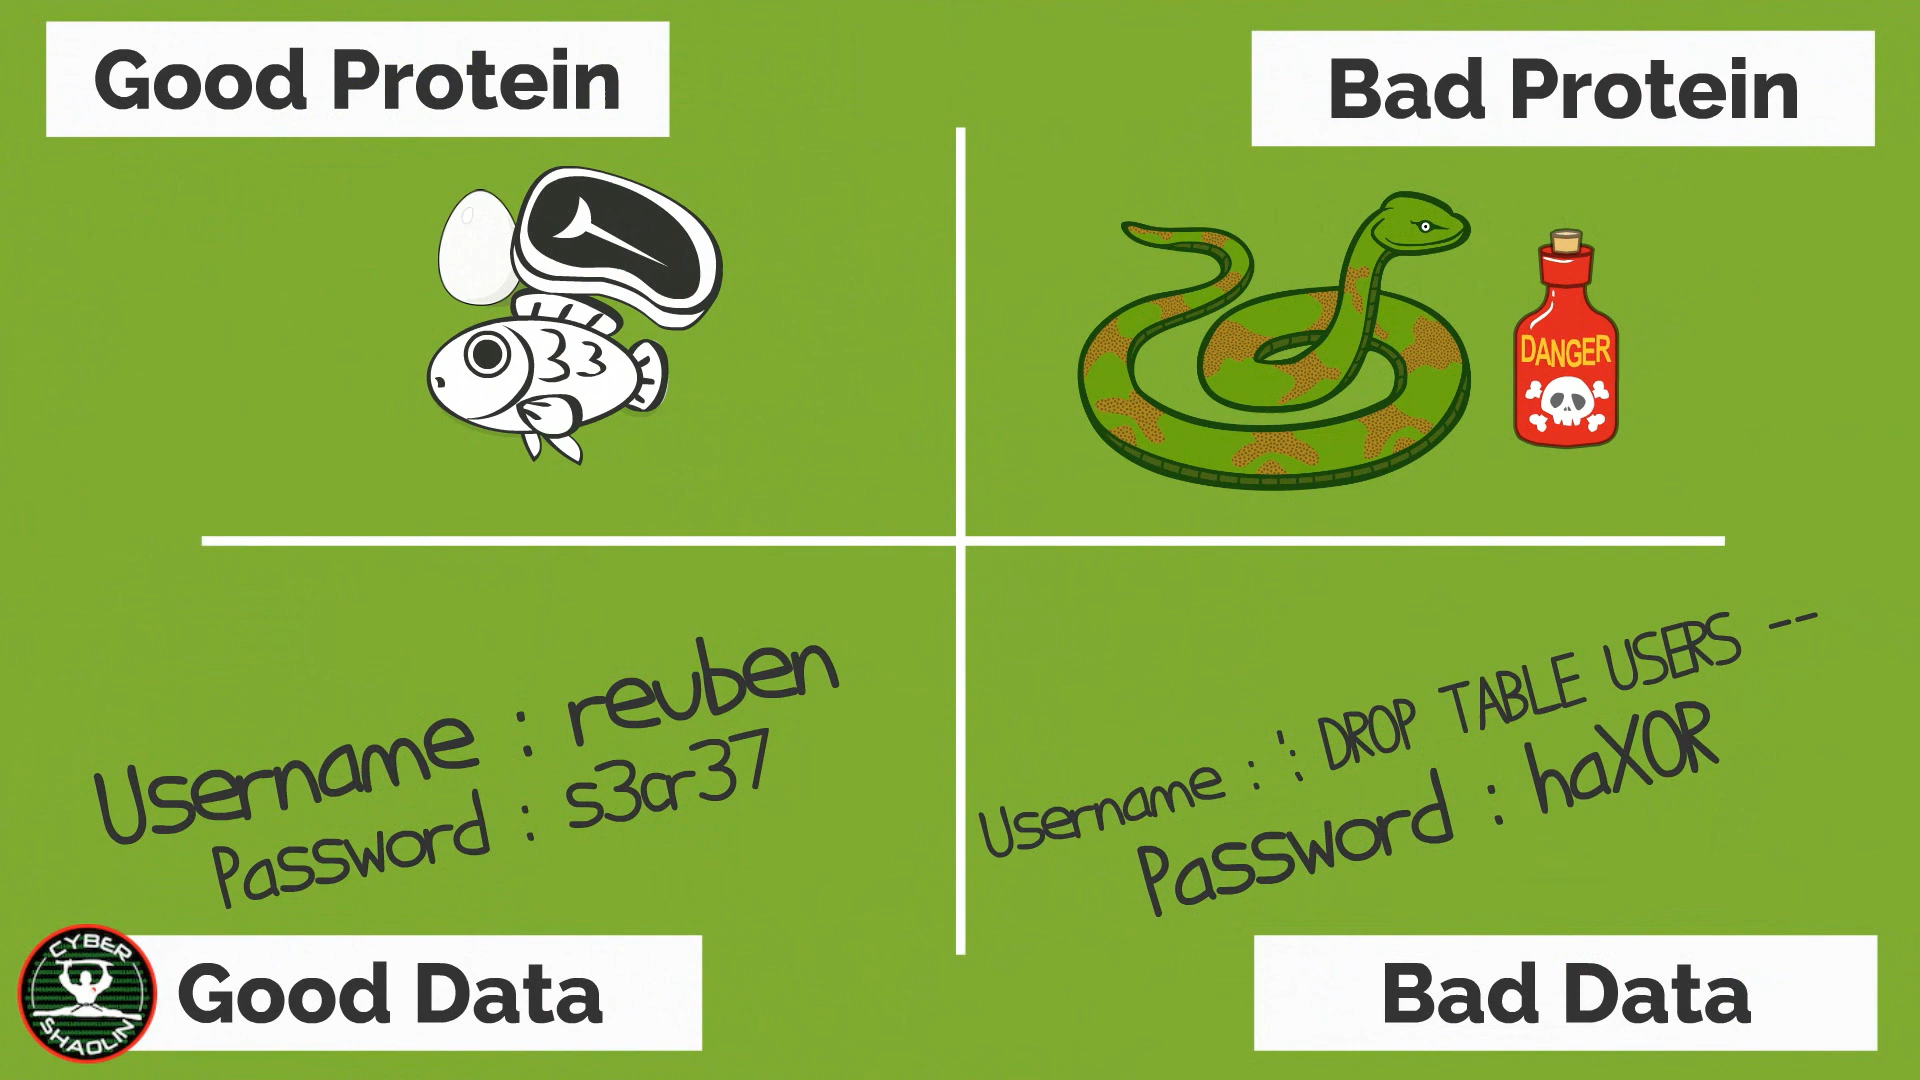 Good Protein
Bad Protein
DANGER
Username : reuben
Password : s3cr37
Username : '; DROP TABLE USERS --
Password : haX0R
CYBER
SHAOLIN
Good Data
Bad Data